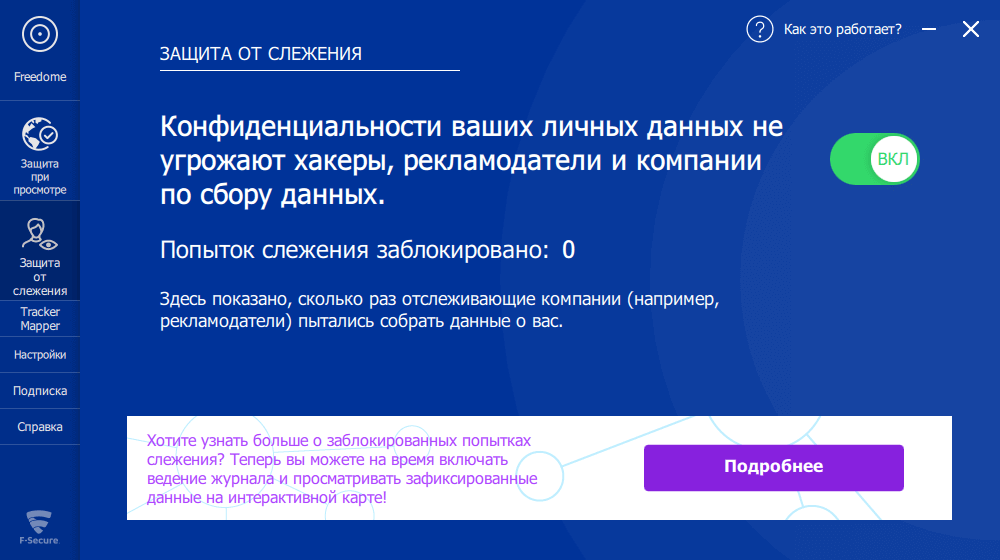 Freedome
Защита
при
просмотре
Защита
от
слежения
Tracker
Mapper
Настройки
Подписка
Справка
F-Secure.
? Как это работает?
ЗАЩИТА ОТ СЛЕЖЕНИЯ
Конфиденциальности ваших личных данных не
угрожают хакеры, рекламодатели и компании
по сбору данных.
ВКЛ
Попыток слежения заблокировано: 0
Здесь показано, сколько раз отслеживающие компании (например,
рекламодатели) пытались собрать данные о вас.
Хотите узнать больше о заблокированных попытках
слежения? Теперь вы можете на время включать
ведение журнала и просматривать зафиксированные
данные на интерактивной карте!
Подробнее